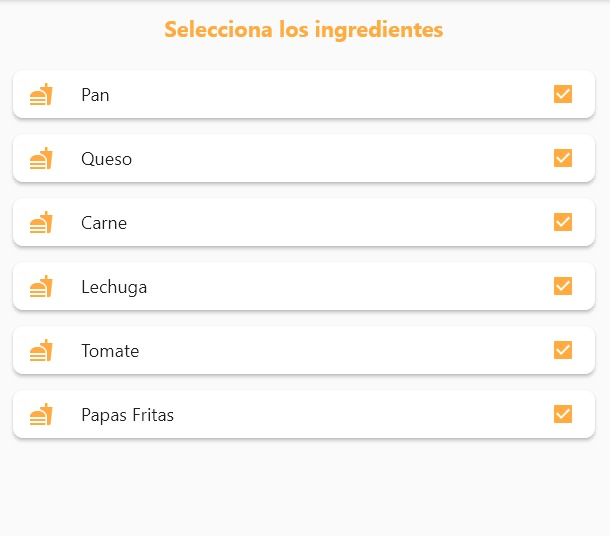 Selecciona los ingredientes
Pan
Queso
Carne
Lechuga
Tomate
Papas Fritas